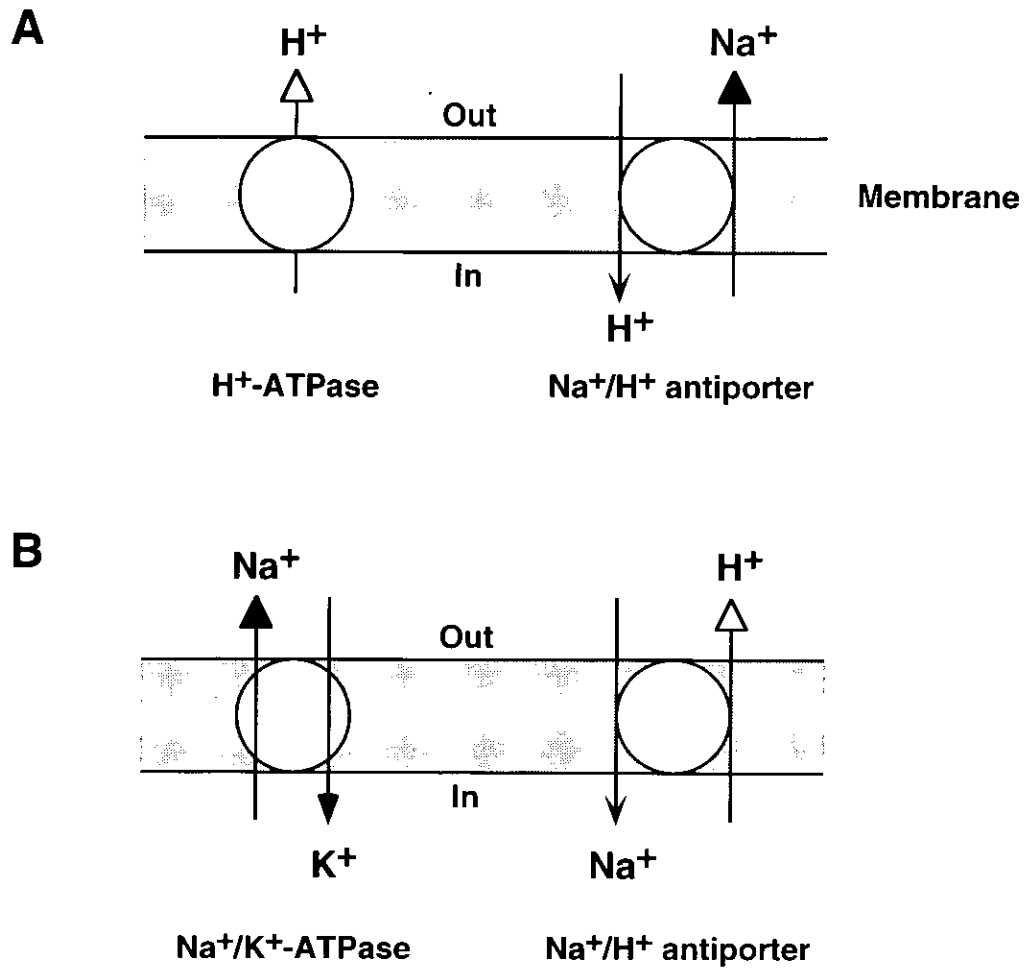 A
H+
Na+
Out
Membrane
In
H+
H+-ATPase
Na+/H+ antiporter
B
Na+
H+
Out
In
K+
Na+
Na+/K+-ATPase
Na+/H+ antiporter